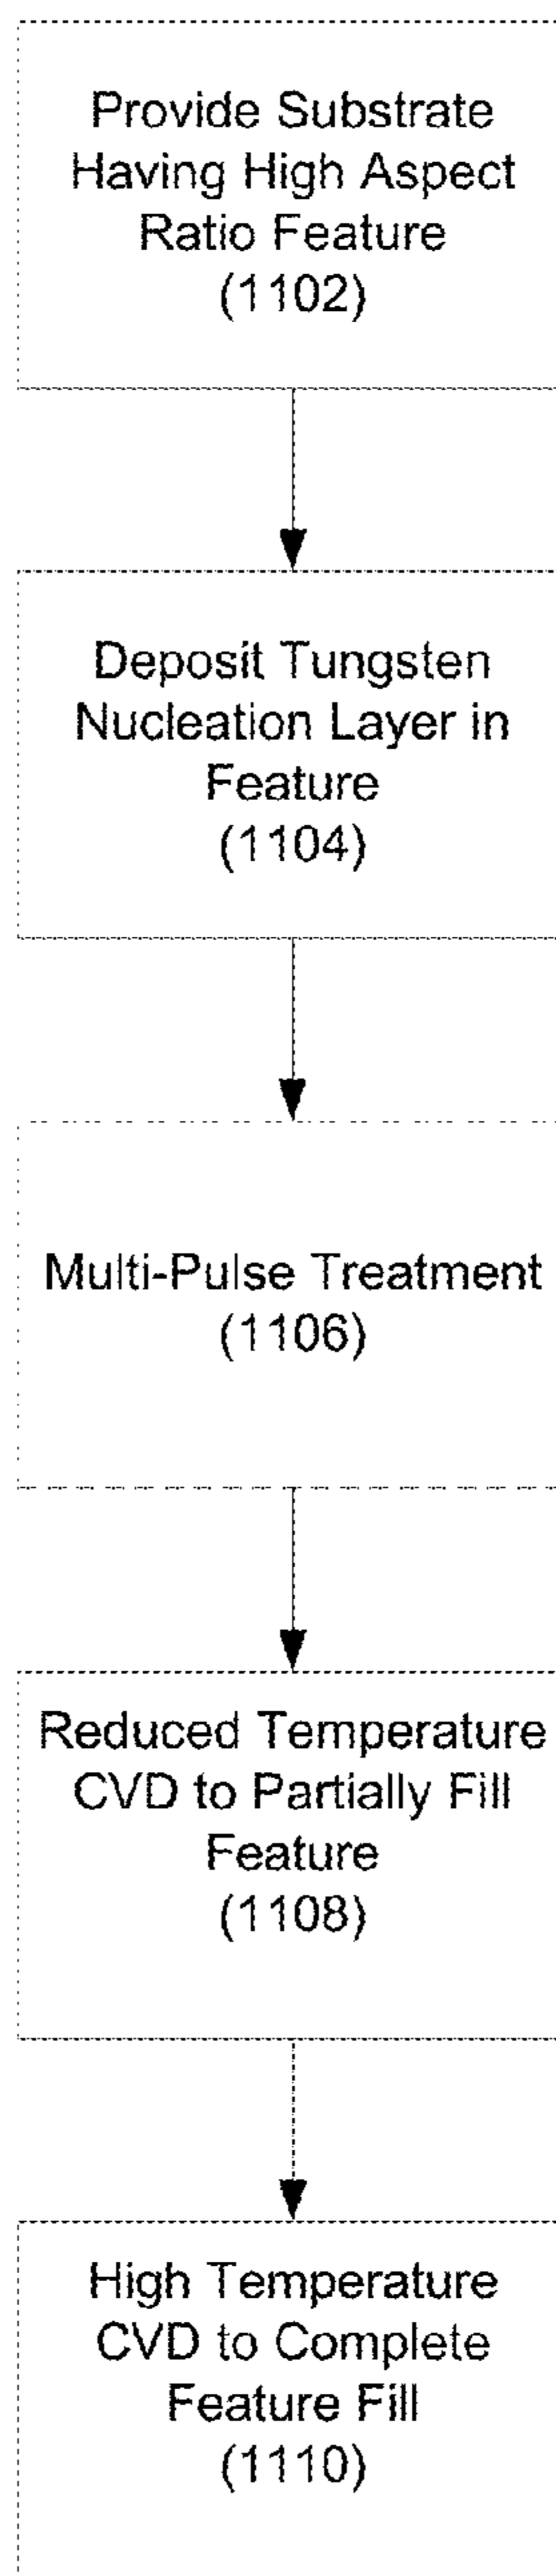 Provide Substrate
Having High Aspect
Ratio Feature
(1102)
Deposit Tungsten
Nucleation Layer in
Feature
(1104)
Multi-Pulse Treatment
(1106)
Reduced Temperature
CVD to Partially Fill
Feature
(1108)
High Temperature
CVD to Complete
Feature Fill
(1110)